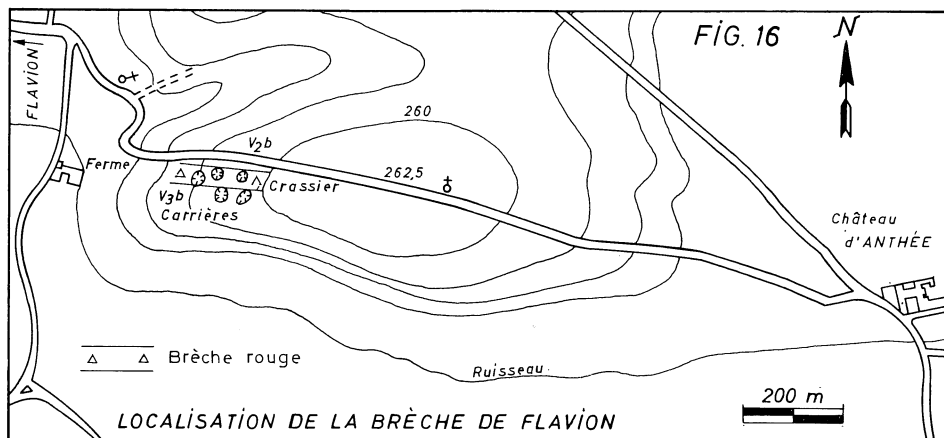 FIG. 16
N
FLAVION
260
V2b
262,5
Ferme
Crassier
V3b
Carrières
Château
d'ANTHÉE
Brèche rouge
Ruisseau
200 m
LOCALISATION DE LA BRÈCHE DE FLAVION